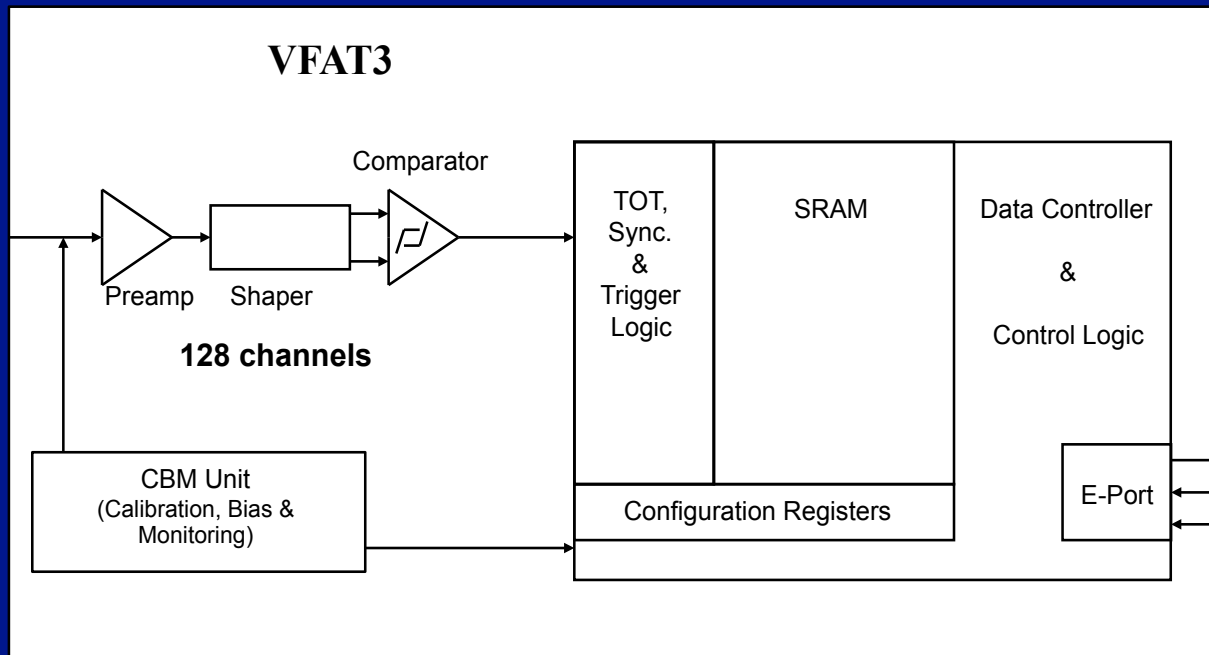 VFAT3
Comparator
Preamp
Shaper
128 channels
CBM Unit
(Calibration, Bias &
Monitoring)
TOT,
Sync.
&
Trigger
Logic
SRAM
Data Controller
&
Control Logic
Configuration Registers
E-Port